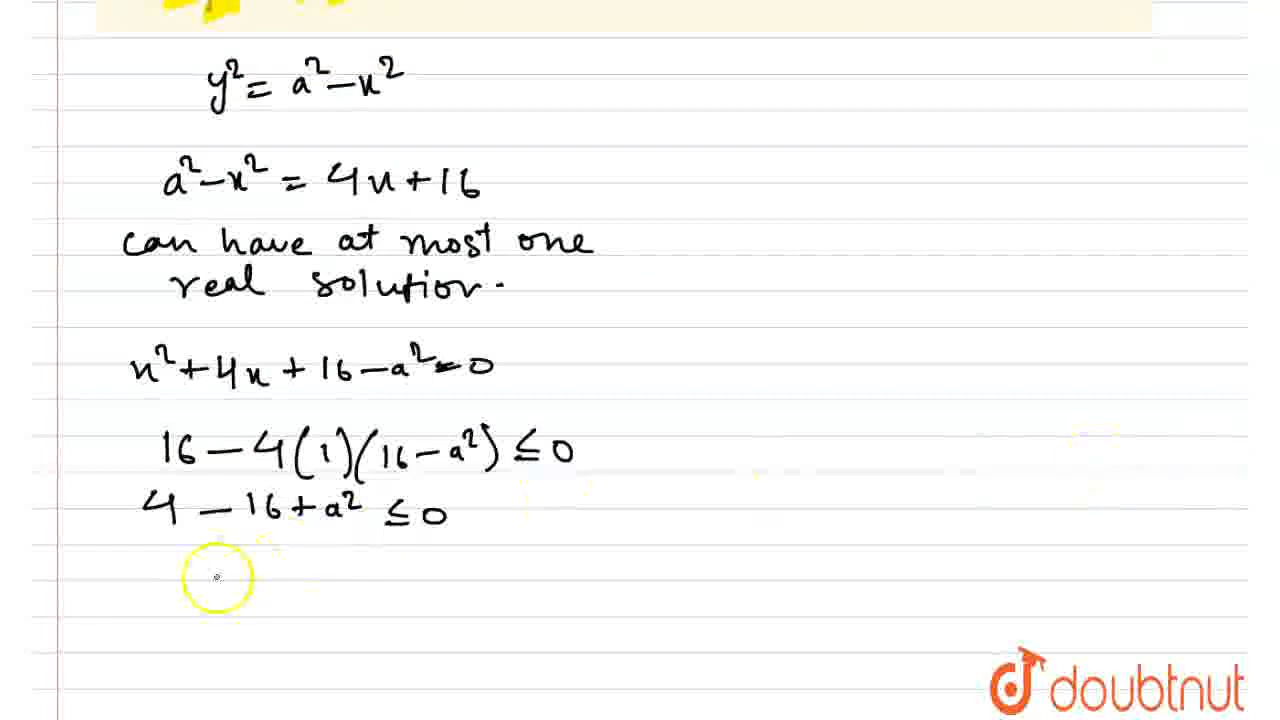 y² = a² - x²
a² - x² = 4x + 16
can have at most one
real solution.
x² + 4x + 16 - a² = 0
16 - 4(1)(16 - a²) ≤ 0
4 - 16 + a² ≤ 0
doubtnut